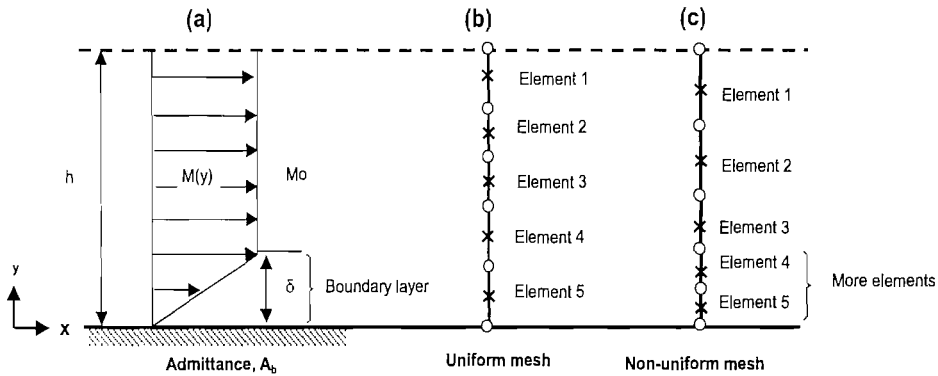 (a)
(b)
(c)
h
M(y)
Mo
δ
Boundary layer
y
x
Admittance, Ab
Element 1
Element 2
Element 3
Element 4
Element 5
Uniform mesh
Element 1
Element 2
Element 3
Element 4
Element 5
More elements
Non-uniform mesh